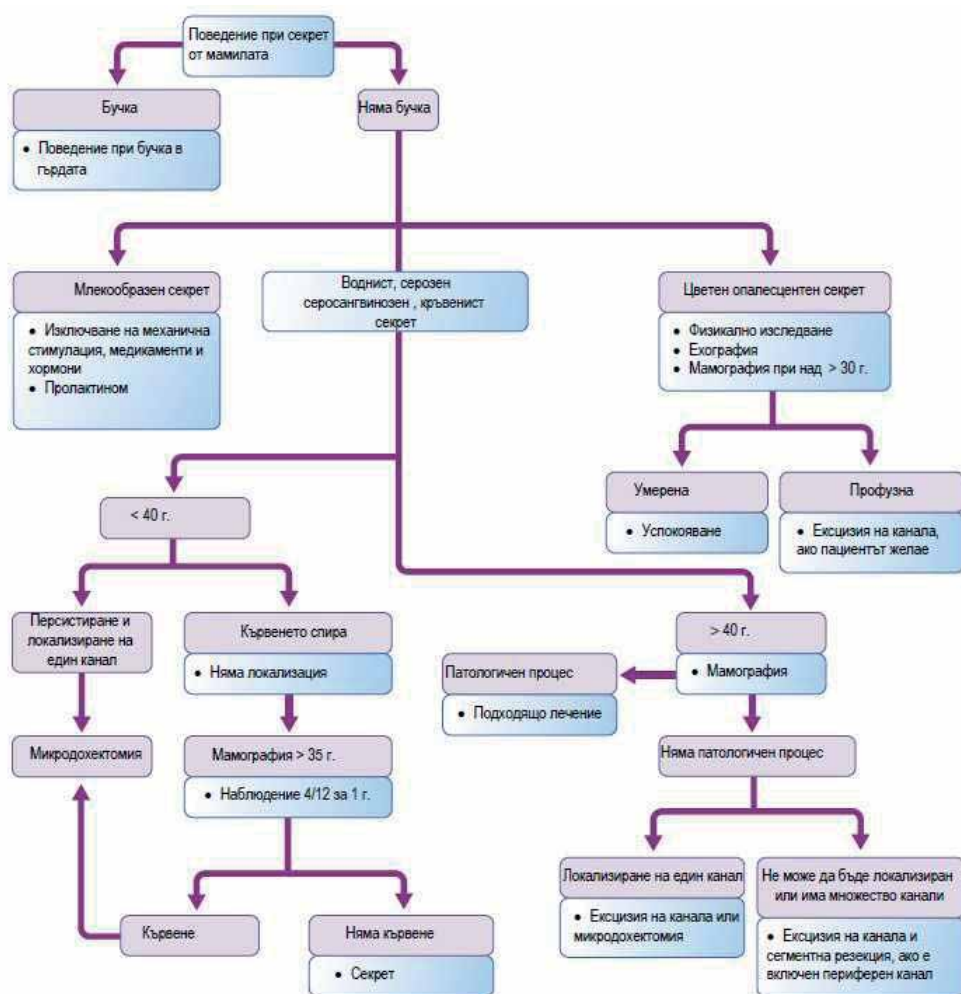 Поведение при секрет
от мамилата
Бучка
• Поведение при бучка в
гърдата
Няма бучка
Млекообразен секрет
• Изключване на механична
стимулация, медикаменти и
хормони
• Пролактином
Воднист, серозен
серосангвинозен , кръвенист
секрет
Цветен опалесцентен секрет
• Физикално изследване
• Ехография
• Мамография при над > 30 г.
Умерена
• Успокояване
Профузна
• Ексцизия на канала,
ако пациентът желае
< 40 г.
Персистиране и
локализиране на
един канал
Микродохектомия
Кървенето спира
• Няма локализация
Мамография > 35 г.
• Наблюдение 4/12 за 1 г.
Кървене
Няма кървене
• Секрет
> 40 г.
• Мамография
Патологичен процес
• Подходящо лечение
Няма патологичен процес
Локализиране на един канал
• Ексцизия на канала или
микродохектомия
Не може да бъде локализиран
или има множество канали
• Ексцизия на канала и
сегментна резекция, ако е
включен периферен канал